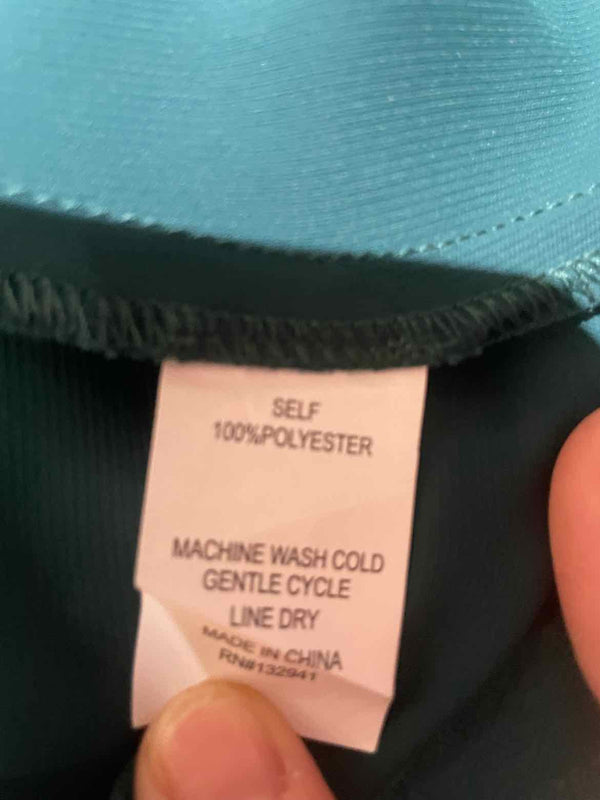 SELF
100%POLYESTER
MACHINE WASH COLD
GENTLE CYCLE
LINE DRY
MADE IN CHINA
RN#132941